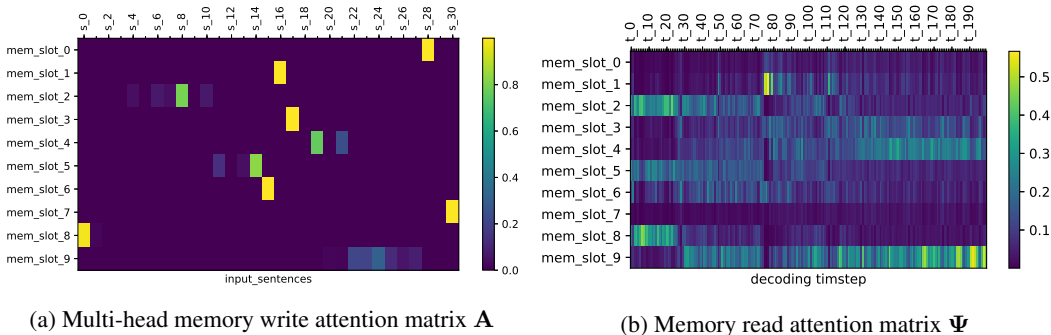 s_0 s_2 s_4 s_6 s_8 s_10 s_12 s_14 s_16 s_18 s_20 s_22 s_24 s_26 s_28 s_30
mem_slot_0
mem_slot_1
mem_slot_2
mem_slot_3
mem_slot_4
mem_slot_5
mem_slot_6
mem_slot_7
mem_slot_8
mem_slot_9
input_sentences
0.8
0.6
0.4
0.2
0.0
(a) Multi-head memory write attention matrix A
t_0 t_10 t_20 t_30 t_40 t_50 t_60 t_70 t_80 t_90 t_100 t_110 t_120 t_130 t_140 t_150 t_160 t_170 t_180 t_190
mem_slot_0
mem_slot_1
mem_slot_2
mem_slot_3
mem_slot_4
mem_slot_5
mem_slot_6
mem_slot_7
mem_slot_8
mem_slot_9
decoding timstep
0.5
0.4
0.3
0.2
0.1
(b) Memory read attention matrix Ψ